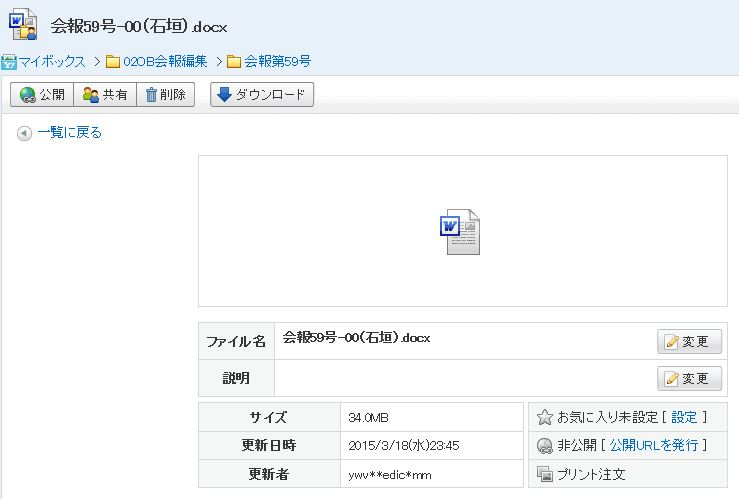 会報59号-00(石垣).docx
マイボックス > 02OB会報編集 > 会報第59号
公開 共有 削除 ダウンロード
一覧に戻る
ファイル名 会報59号-00(石垣).docx 変更
説明 変更
サイズ 34.0MB お気に入り未設定 [ 設定 ]
更新日時 2015/3/18(水)23:45 非公開 [ 公開URLを発行 ]
更新者 ywv**edic*mm プリント注文